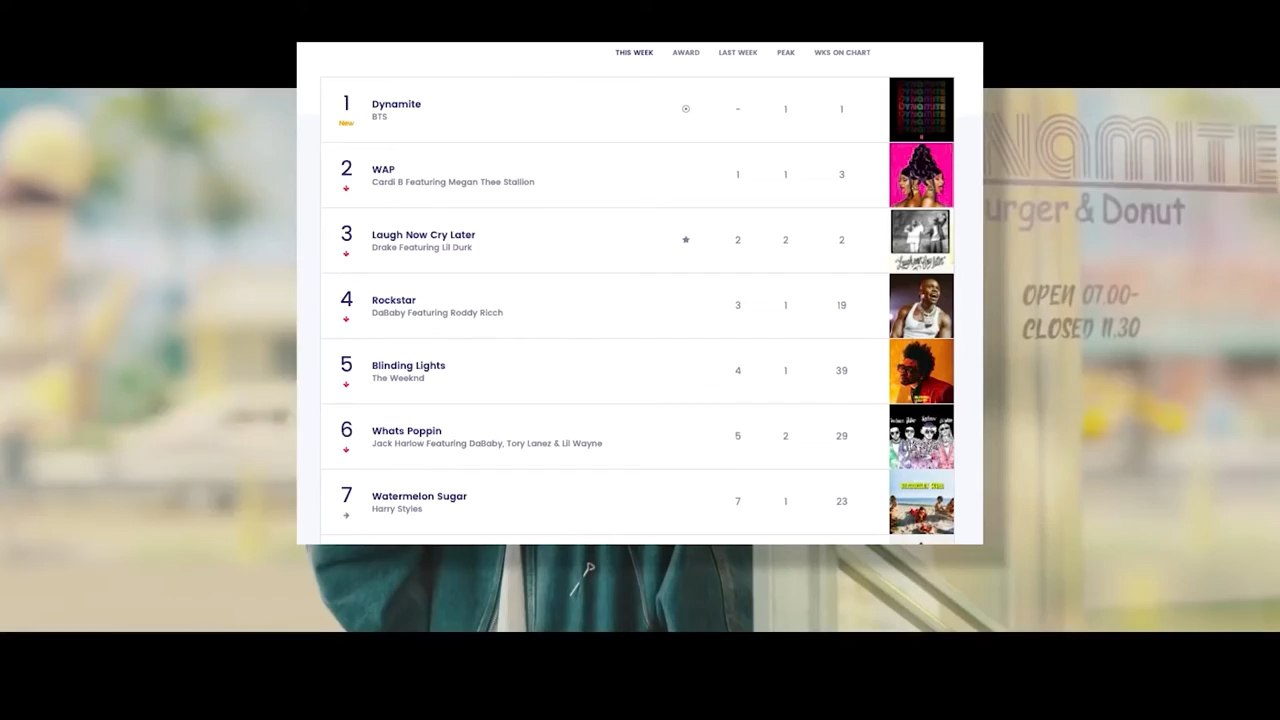 THIS WEEK AWARD LAST WEEK PEAK WKS ON CHART
1 Dynamite - 1 1
New BTS
2 WAP 1 1 3
Cardi B Featuring Megan Thee Stallion
3 Laugh Now Cry Later 2 2 2
Drake Featuring Lil Durk
4 Rockstar 3 1 19
DaBaby Featuring Roddy Ricch
5 Blinding Lights 4 1 39
The Weeknd
6 Whats Poppin 5 2 29
Jack Harlow Featuring DaBaby, Tory Lanez & Lil Wayne
7 Watermelon Sugar 7 1 23
Harry Styles
DYNAMITE
NAMITE
urger & Donut
OPEN 07.00-
CLOSED 11.30